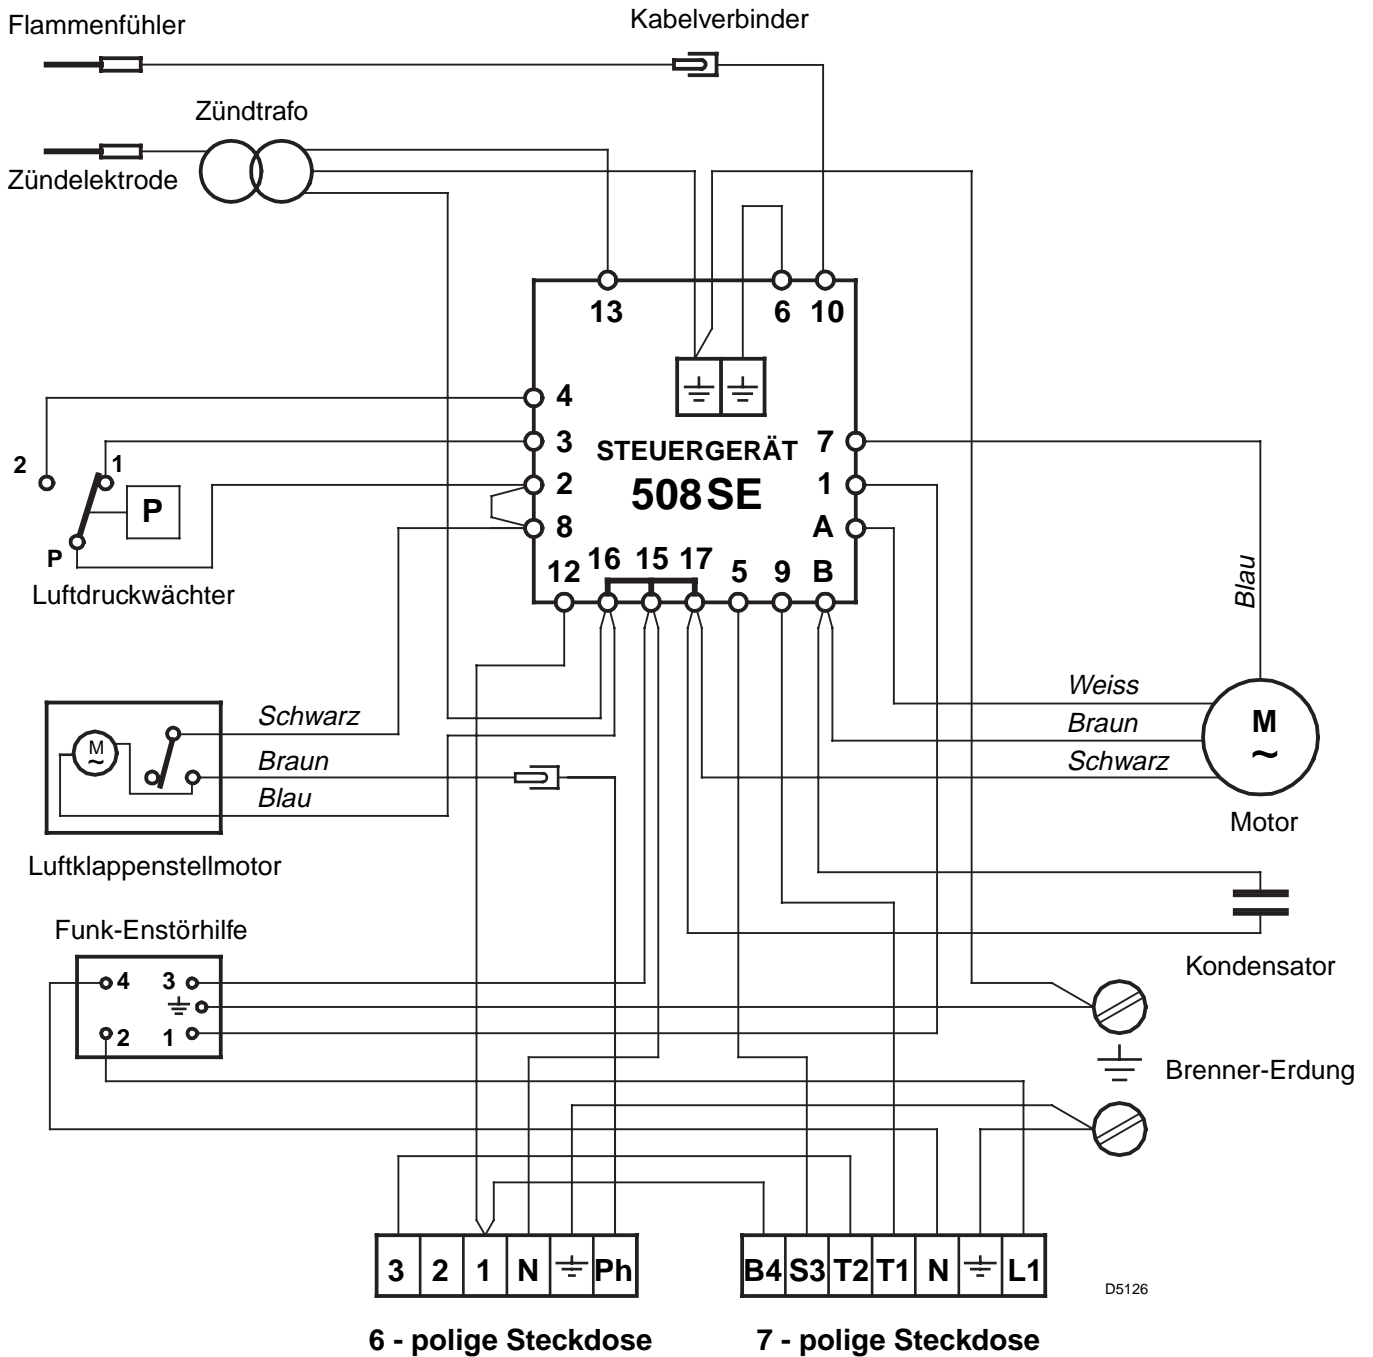 Flammenfühler
Kabelverbinder
Zündtrafo
Zündelektrode
13
6 10
4
3
2
8
STEUERGERÄT
508 SE
7
1
A
12 16 15 17 5 9 B
2
1
P
P
Luftdruckwächter
Blau
Schwarz
Braun
Blau
M
~
Luftklappenstellmotor
Weiss
Braun
Schwarz
M
~
Motor
Kondensator
Funk-Enstörhilfe
4 3
2 1
Brenner-Erdung
3 2 1 N Ph
B4 S3 T2 T1 N L1
D5126
6 - polige Steckdose
7 - polige Steckdose